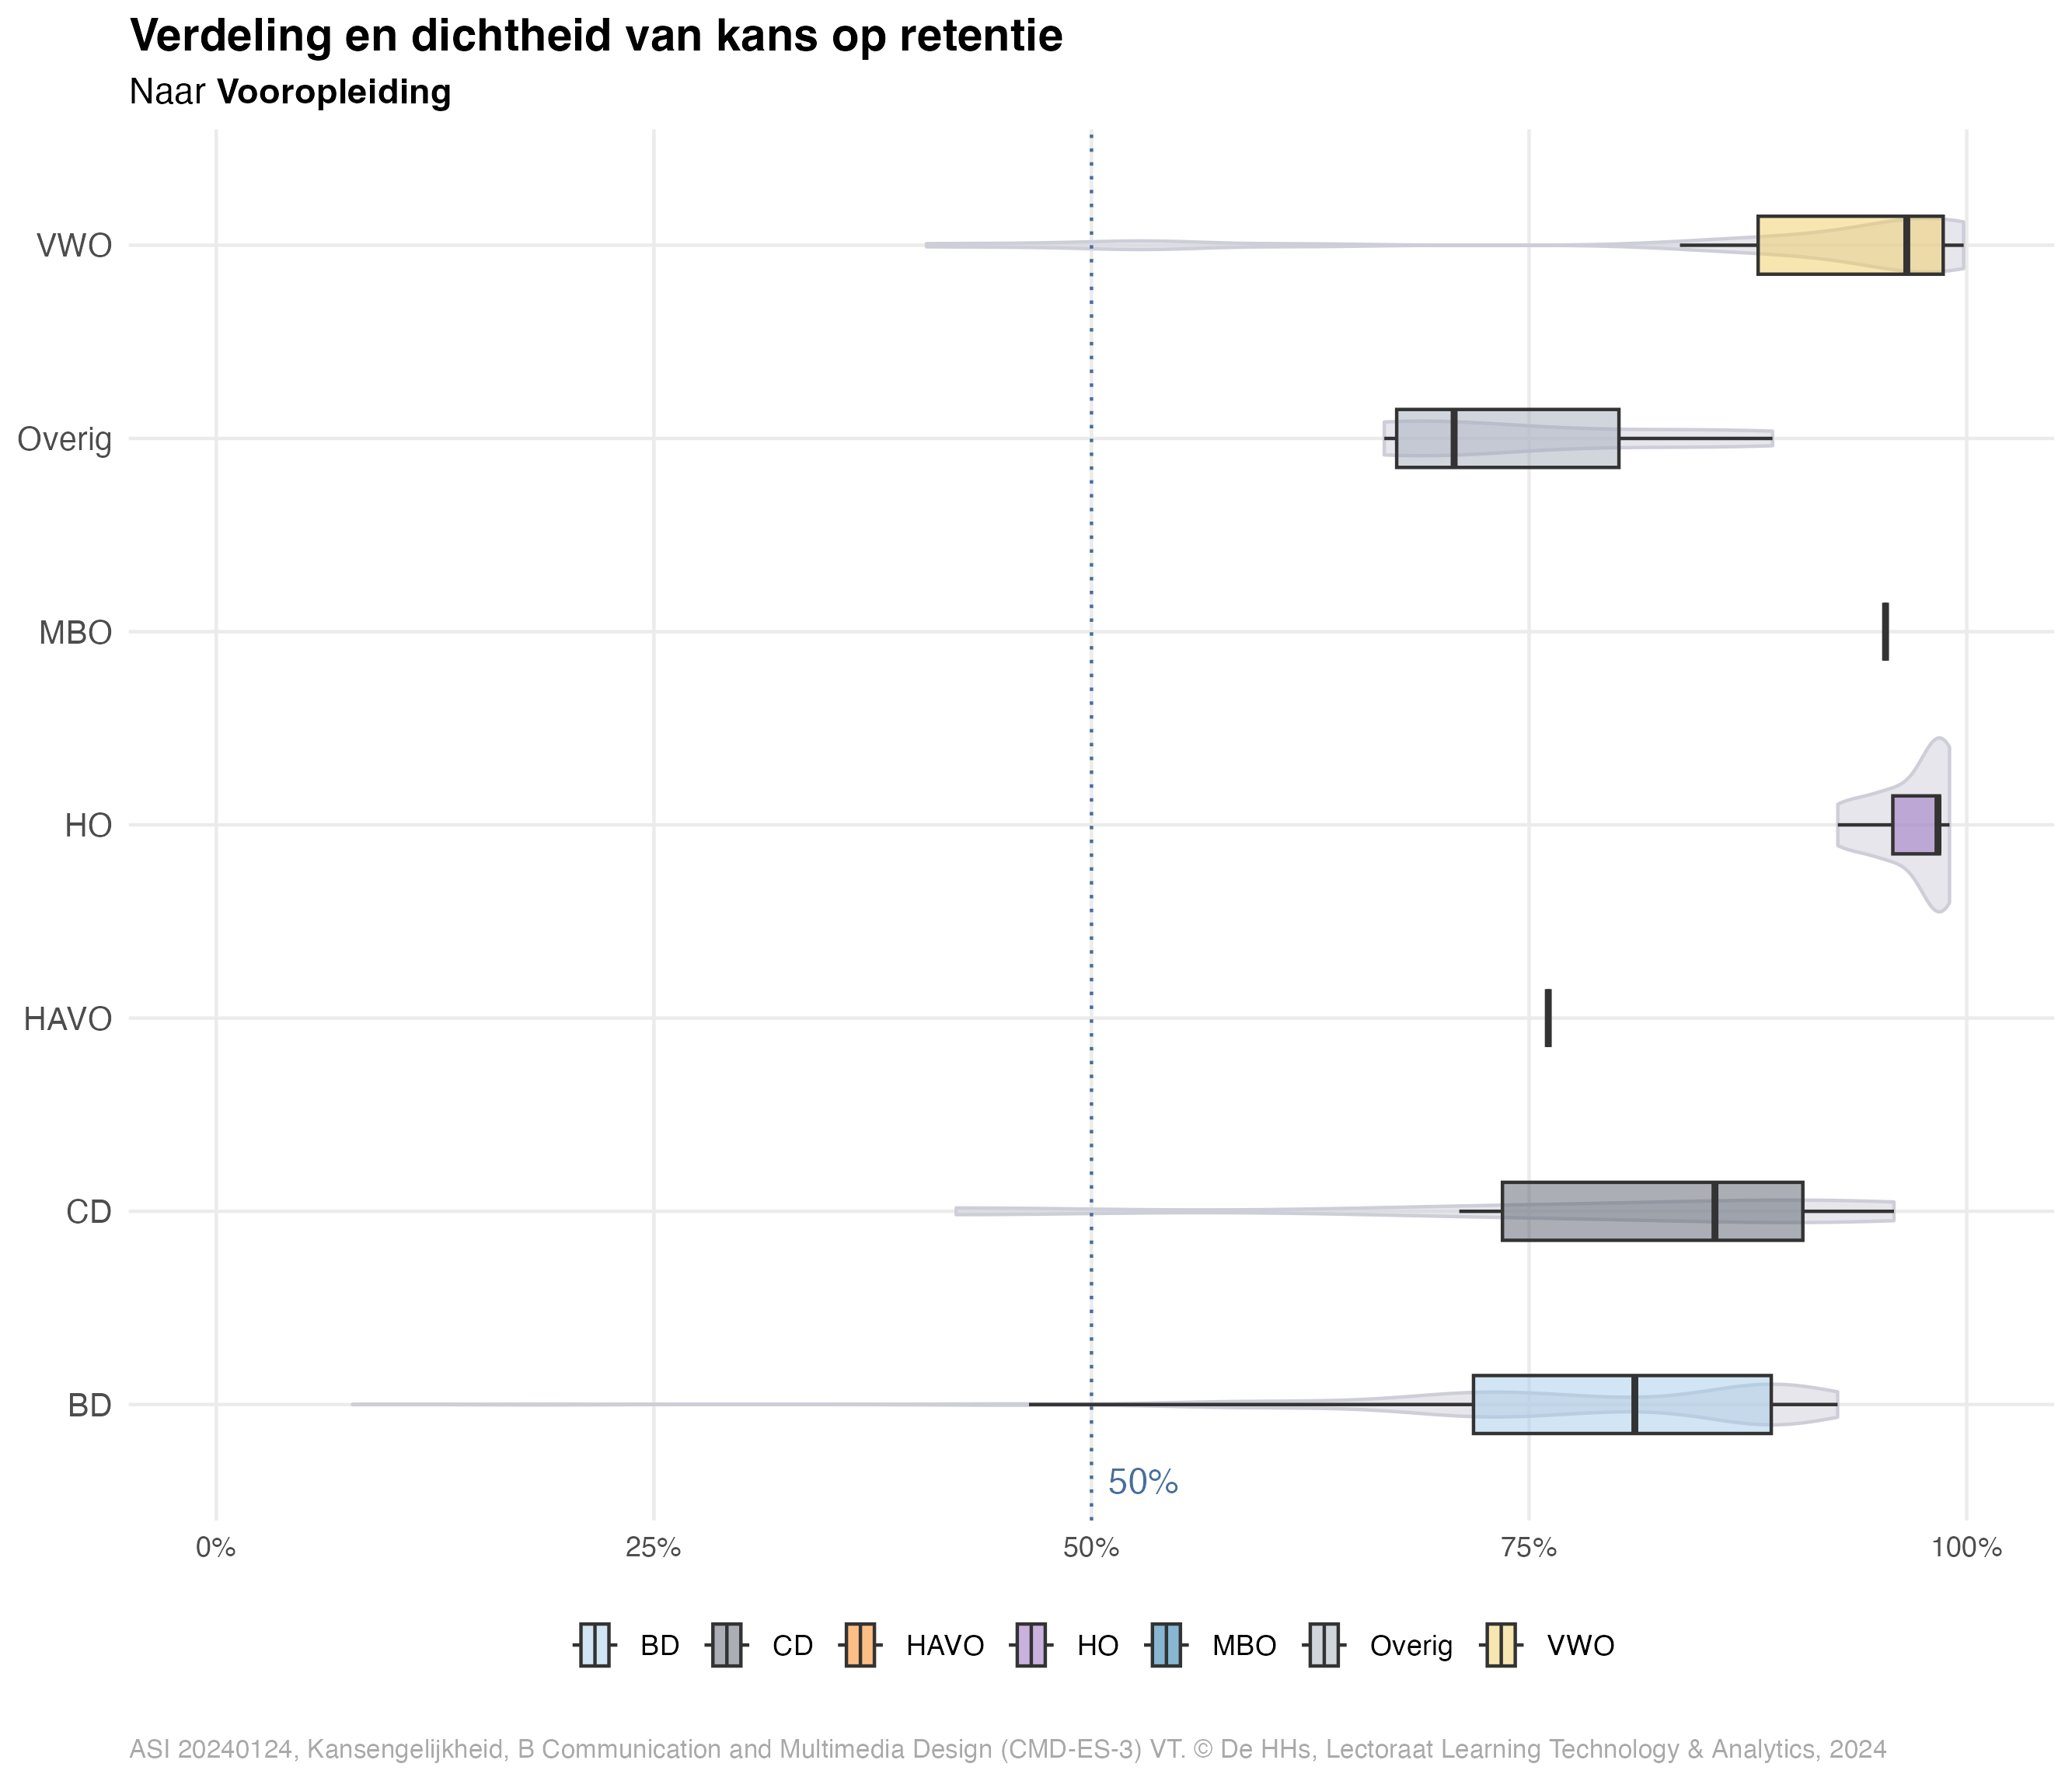 Verdeling en dichtheid van kans op retentie
Naar Vooropleiding
VWO
Overig
MBO
HO
HAVO
CD
BD
50%
0% 25% 50% 75% 100%
BD CD HAVO HO MBO Overig VWO
ASI 20240124, Kansengelijkheid, B Communication and Multimedia Design (CMD-ES-3) VT. © De HHs, Lectoraat Learning Technology & Analytics, 2024